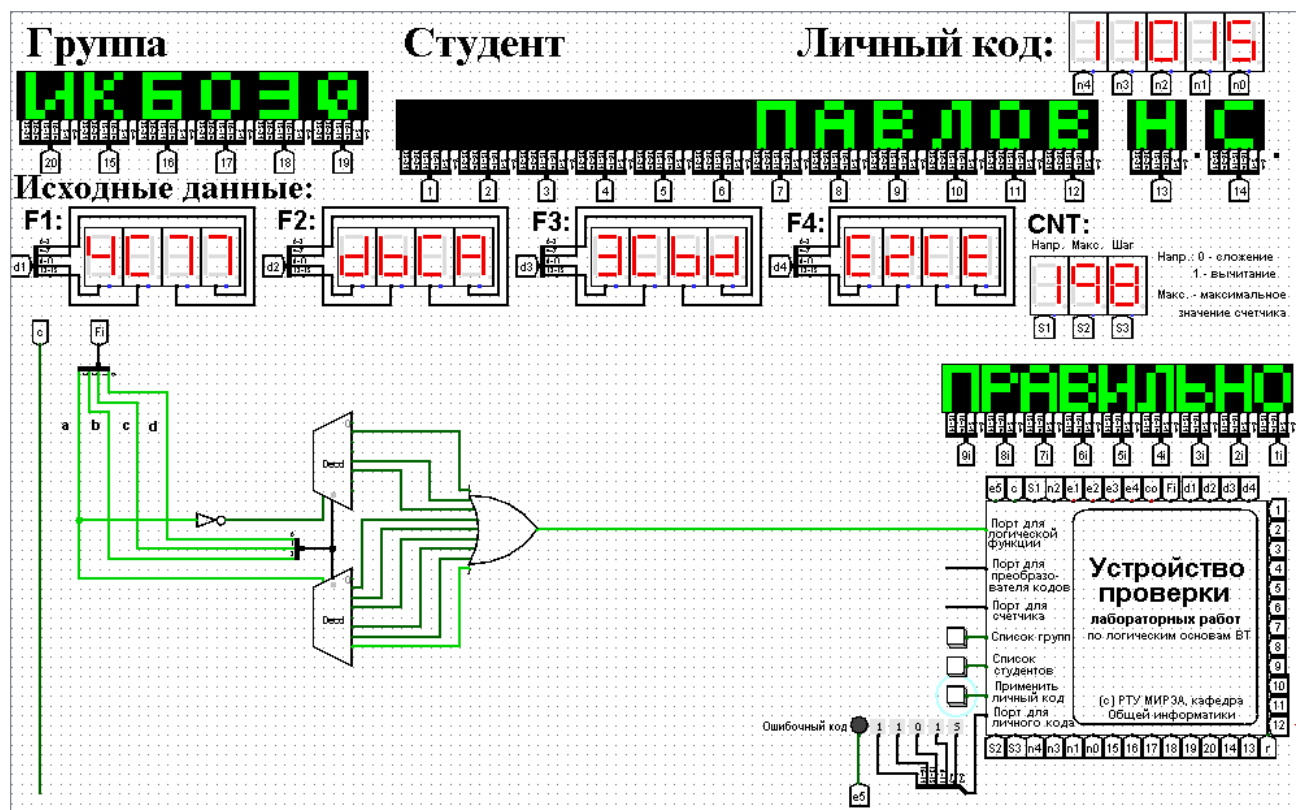 Группа Студент Личный код: 11015
ИКБО30
ПАВЛОВ Н. С.
n4 n3 n2 n1 n0
20 15 16 17 18 19
1 2 3 4 5 6 7 8 9 10 11 12 13 14
Исходные данные:
F1: F2: F3: F4: CNT:
Напр. Макс. Шаг
d1 4C77 d2 d6CA d3 3C6d d4 E2CE 198
Напр.: 0 - сложение
1 - вычитание
Макс. - максимальное
значение счетчика
S1 S2 S3
c Fi
ПРАВИЛЬНО
a b c d
9i 8i 7i 6i 5i 4i 3i 2i 1i
Decd
Decd
e5 c S1 n2 e1 e2 e3 e4 co Fi d1 d2 d3 d4
Порт для
логической
функции
Порт для
преобразо-
вателя кодов
Порт для
счетчика
Список групп
Список
студентов
Применить
личный код
Порт для
личного кода
Устройство
проверки
лабораторных работ
по логическим основам ВТ
(с) РТУ МИРЭА, кафедра
Общей информатики
1
2
3
4
5
6
7
8
9
10
11
12
Ошибочный код 1 1 0 1 5
S2 S3 n4 n3 n1 n0 15 16 17 18 19 20 14 13 r
e5